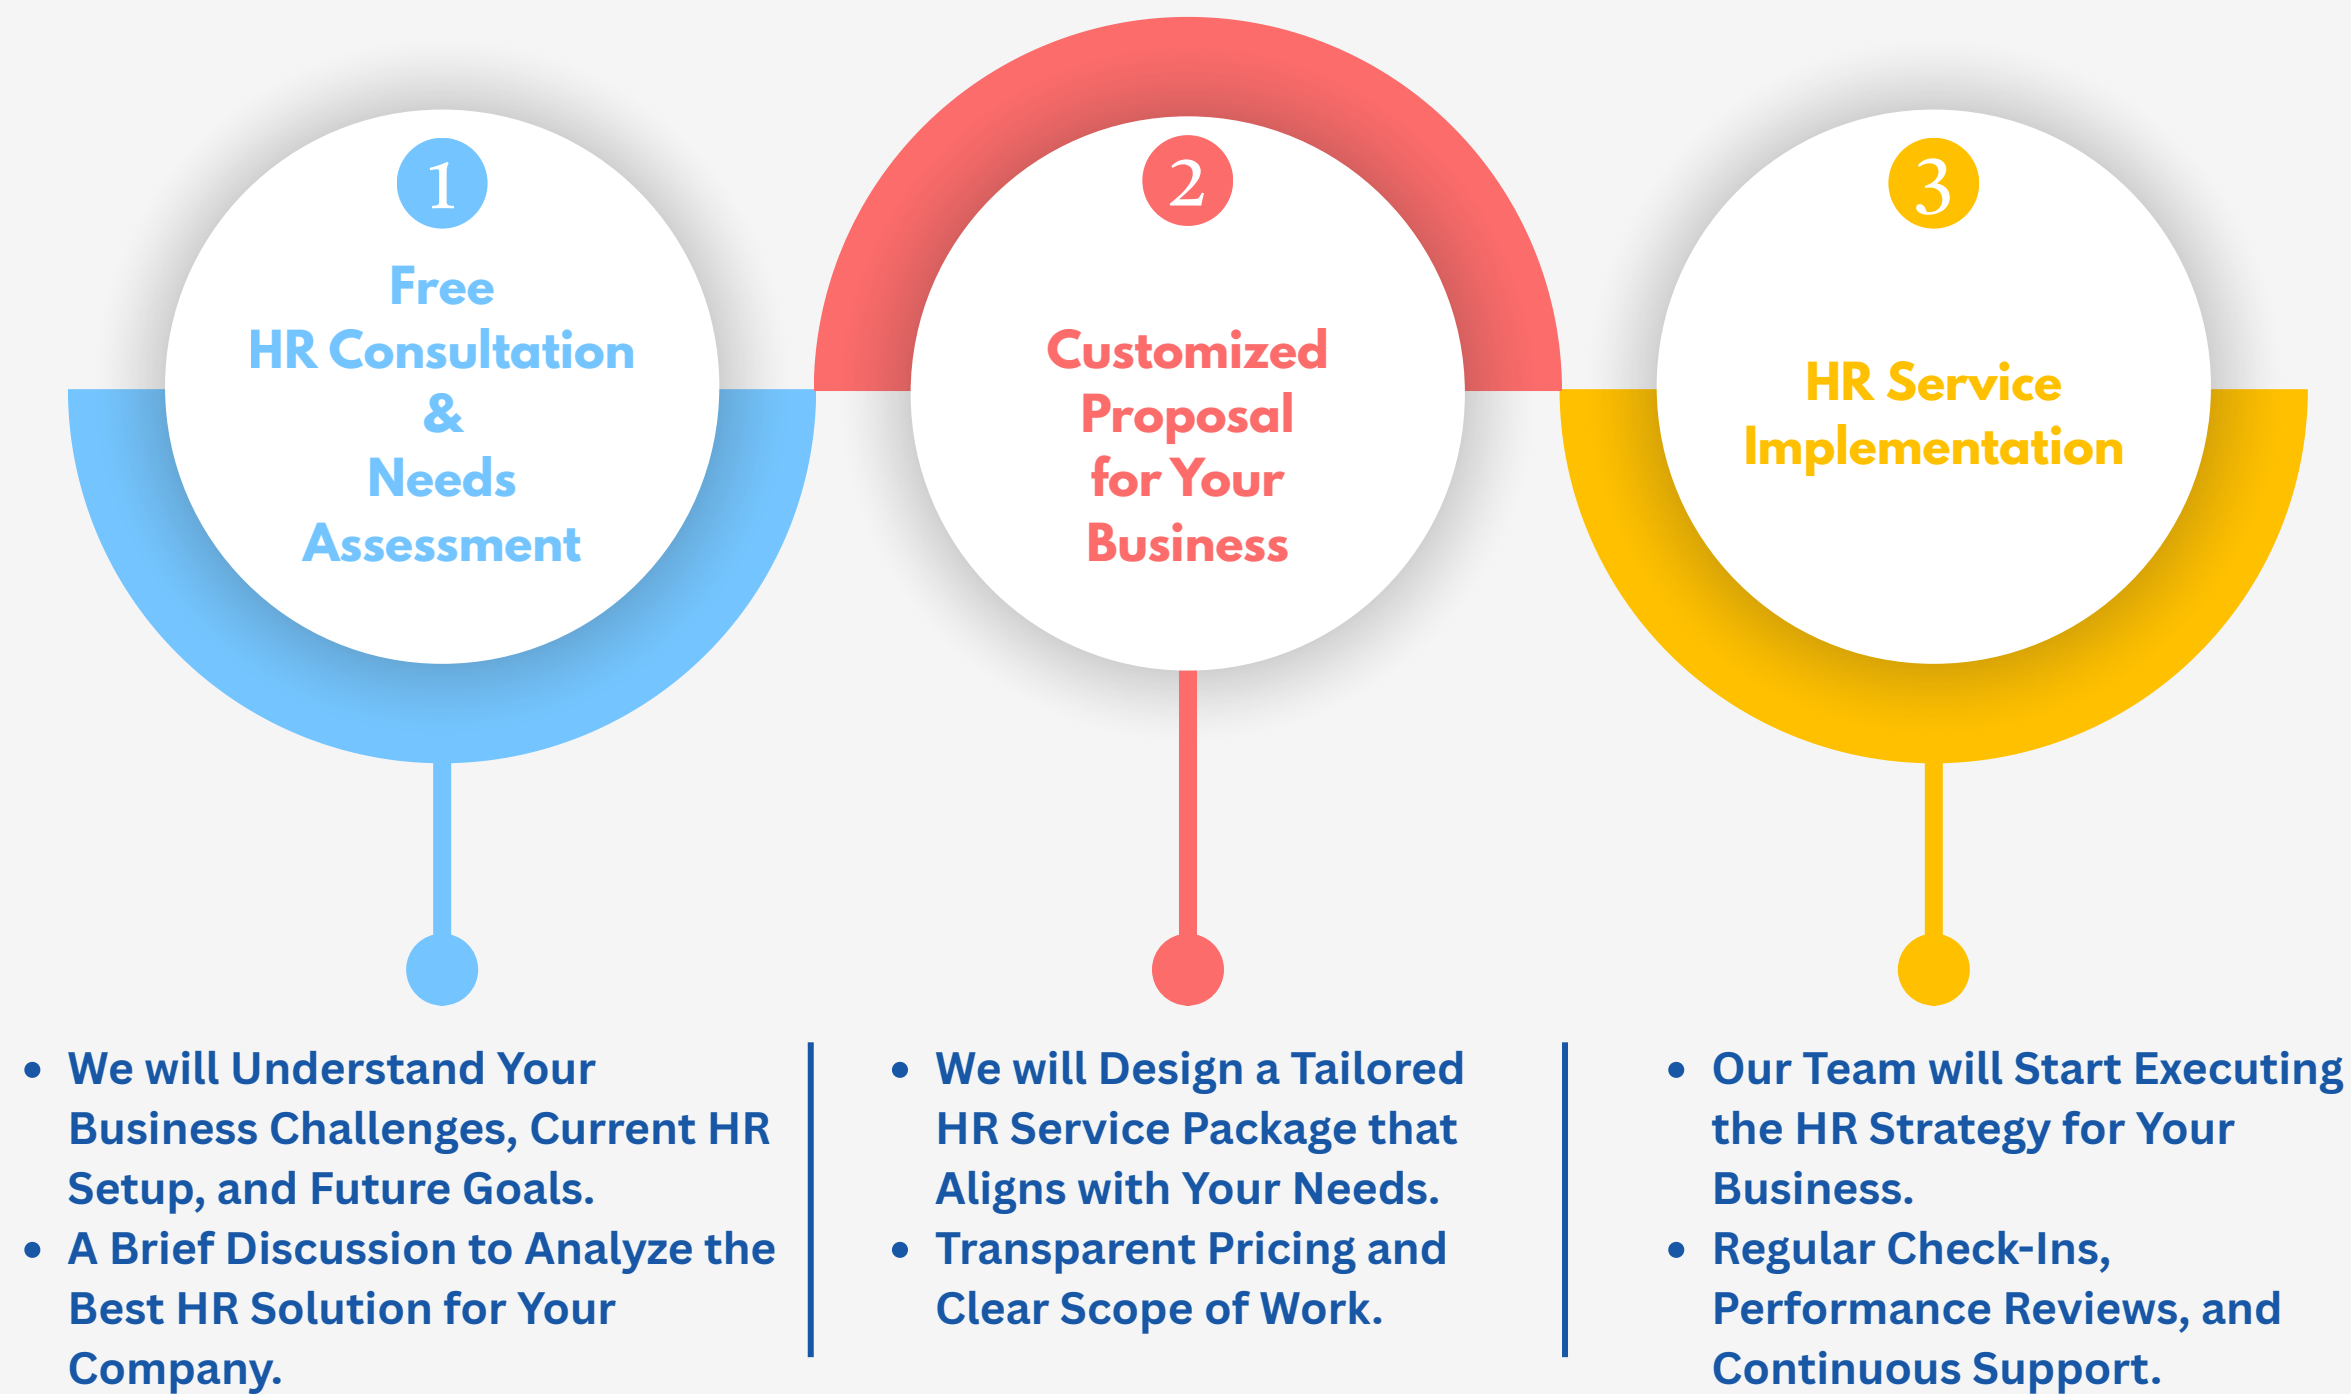 1
Free
HR Consultation
&
Needs
Assessment
2
Customized
Proposal
for Your
Business
3
HR Service
Implementation
• We will Understand Your
Business Challenges, Current HR
Setup, and Future Goals.
• A Brief Discussion to Analyze the
Best HR Solution for Your
Company.
• We will Design a Tailored
HR Service Package that
Aligns with Your Needs.
• Transparent Pricing and
Clear Scope of Work.
• Our Team will Start Executing
the HR Strategy for Your
Business.
• Regular Check-Ins,
Performance Reviews, and
Continuous Support.